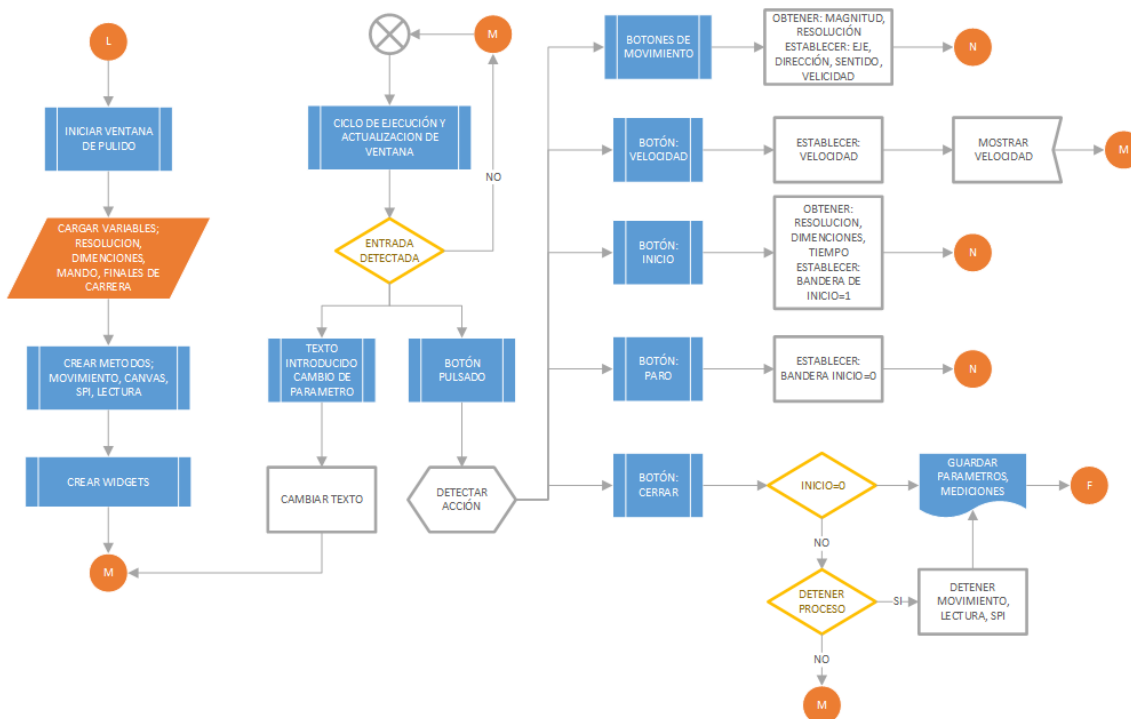 L
INICIAR VENTANA
DE PULIDO
CARGAR VARIABLES;
RESOLUCION,
DIMENCIONES,
MANDO, FINALES DE
CARRERA
CREAR METODOS;
MOVIMIENTO, CANVAS,
SPI, LECTURA
CREAR WIDGETS
M
M
CICLO DE EJECUCIÓN Y
ACTUALIZACION DE
VENTANA
NO
ENTRADA
DETECTADA
TEXTO
INTRODUCIDO
CAMBIO DE
PARAMETRO
BOTÓN
PULSADO
CAMBIAR TEXTO
DETECTAR
ACCIÓN
BOTONES DE
MOVIMIENTO
OBTENER: MAGNITUD,
RESOLUCIÓN
ESTABLECER: EJE,
DIRECCIÓN, SENTIDO,
VELICIDAD
N
BOTÓN:
VELOCIDAD
ESTABLECER:
VELOCIDAD
MOSTRAR
VELOCIDAD
M
BOTÓN:
INICIO
OBTENER:
RESOLUCION,
DIMENCIONES,
TIEMPO
ESTABLECER:
BANDERA DE
INICIO=1
N
BOTÓN:
PARO
ESTABLECER:
BANDERA INICIO=0
N
BOTÓN:
CERRAR
INICIO=0
GUARDAR
PARAMETROS,
MEDICIONES
F
NO
DETENER
PROCESO
SI
DETENER
MOVIMIENTO,
LECTURA, SPI
NO
M